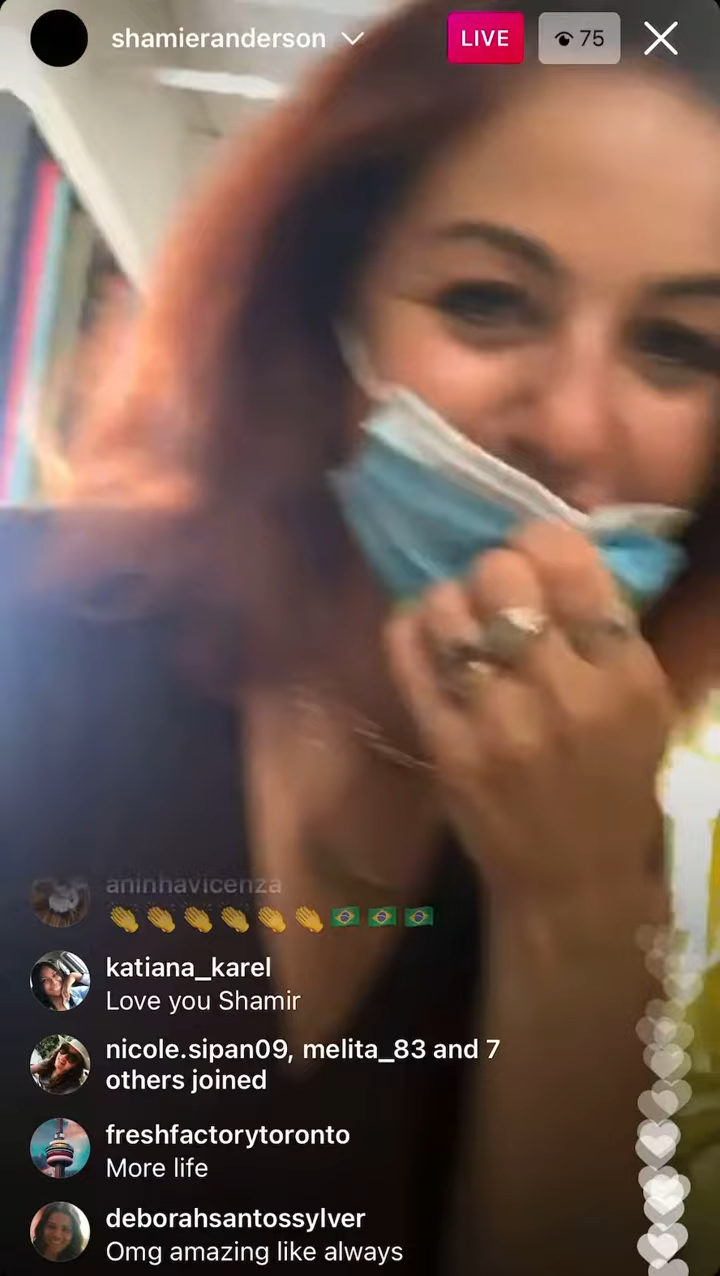 shamieranderson
LIVE
75
aninhavicenza
👏👏👏👏👏👏🇧🇷🇧🇷🇧🇷
katiana_karel
Love you Shamir
nicole.sipan09, melita_83 and 7
others joined
freshfactorytoronto
More life
deborahsantossylver
Omg amazing like always